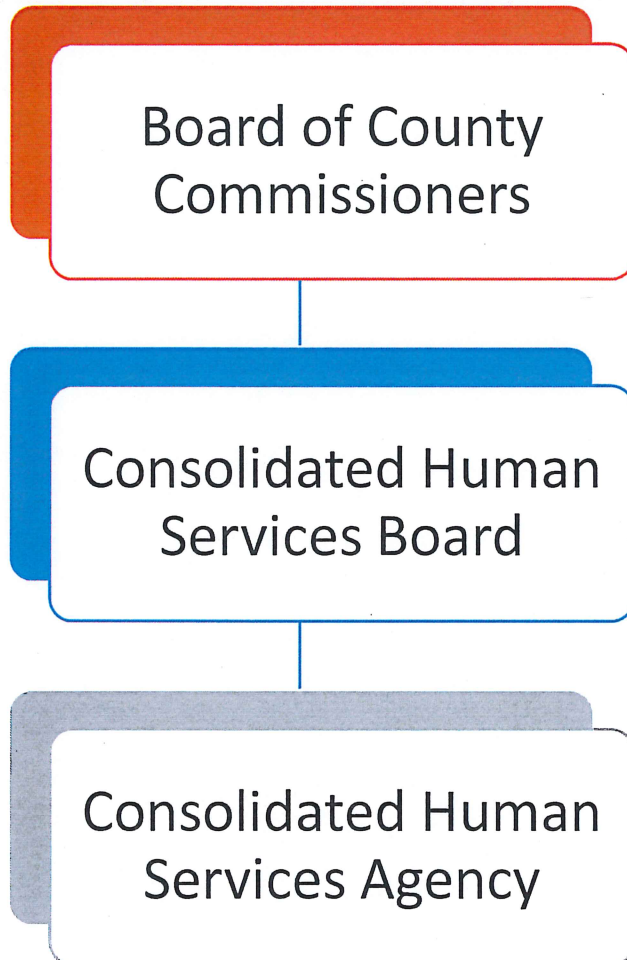 Board of County
Commissioners
Consolidated Human
Services Board
Consolidated Human
Services Agency